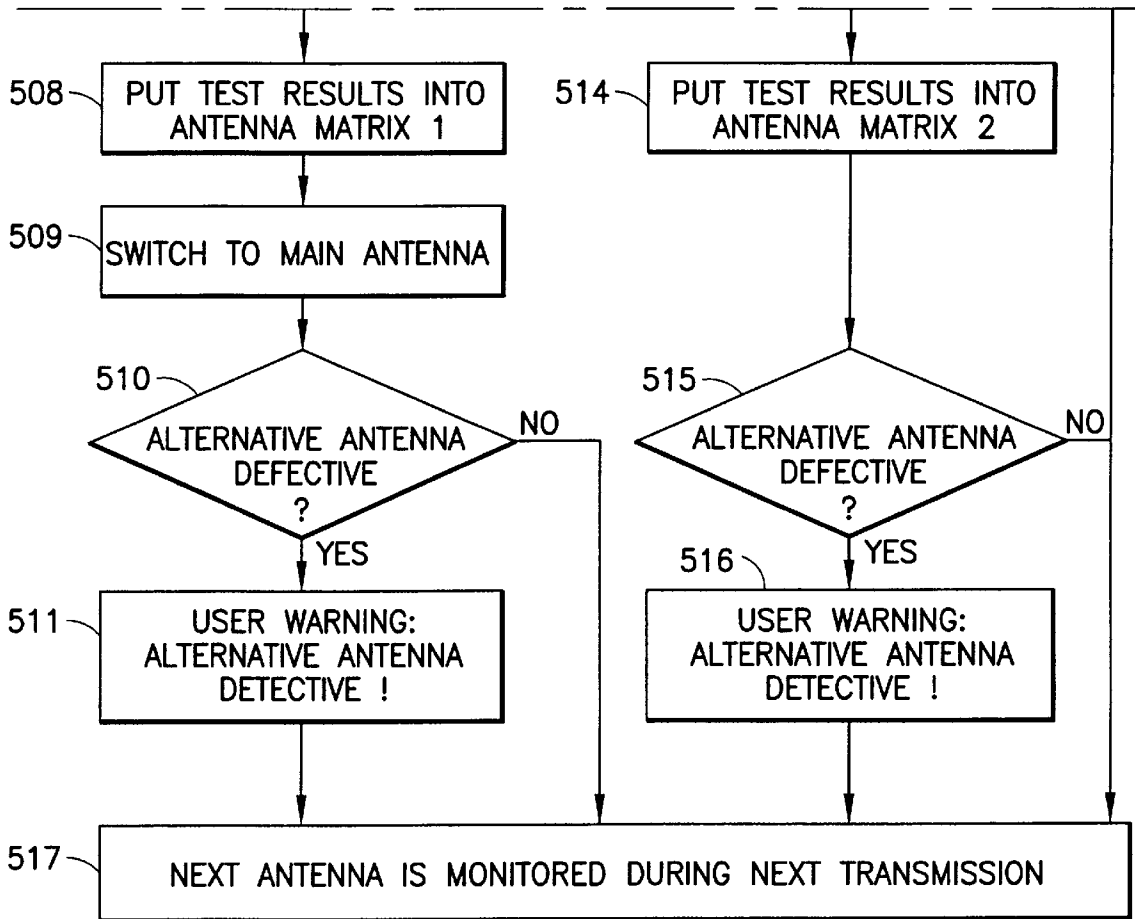 508
PUT TEST RESULTS INTO
ANTENNA MATRIX 1
514
PUT TEST RESULTS INTO
ANTENNA MATRIX 2
509
SWITCH TO MAIN ANTENNA
510
ALTERNATIVE ANTENNA
DEFECTIVE
?
NO
YES
515
ALTERNATIVE ANTENNA
DEFECTIVE
?
NO
YES
511
USER WARNING:
ALTERNATIVE ANTENNA
DETECTIVE !
516
USER WARNING:
ALTERNATIVE ANTENNA
DETECTIVE !
517
NEXT ANTENNA IS MONITORED DURING NEXT TRANSMISSION